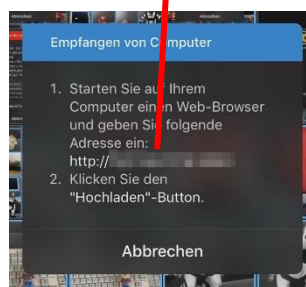 Abbrechen
Empfangen von Computer
1. Starten Sie auf Ihrem
Computer einen Web-Browser
und geben Sie folgende
Adresse ein:
http://
2. Klicken Sie den
"Hochladen"-Button.
Abbrechen